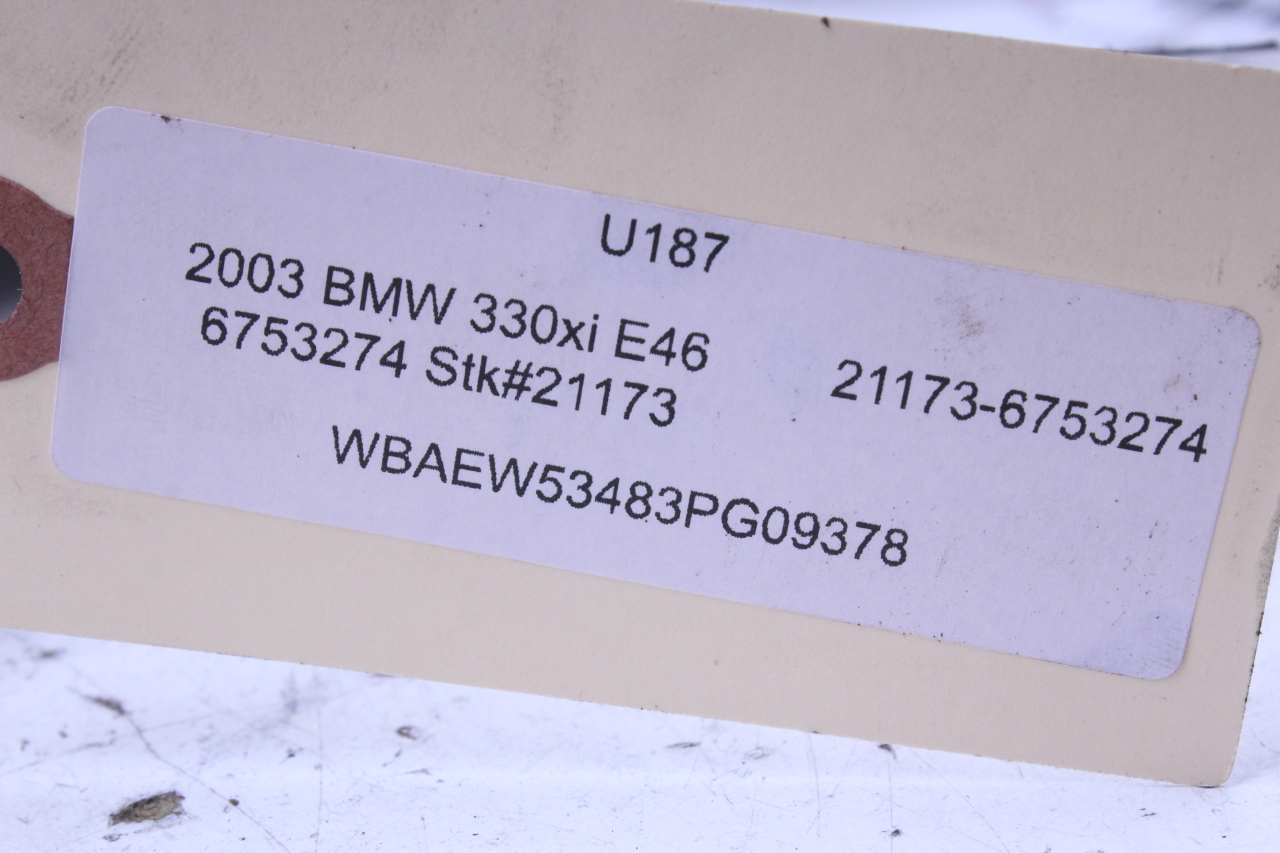 U187
2003 BMW 330xi E46
6753274 Stk#21173
21173-6753274
WBAEW53483PG09378